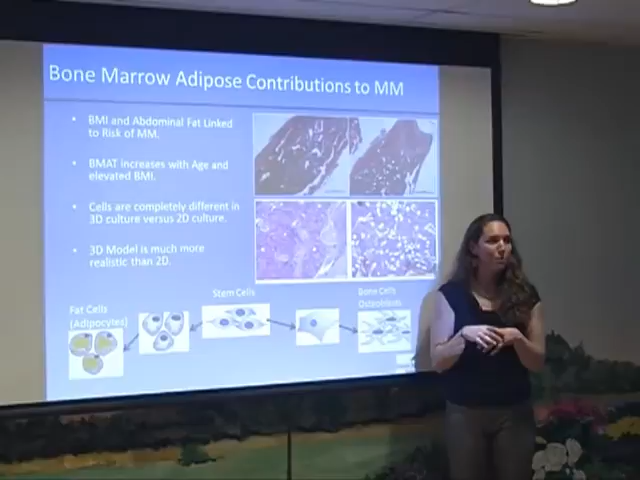 Bone Marrow Adipose Contributions to MM
• BMI and Abdominal Fat Linked
to Risk of MM.
• BMAT increases with Age and
elevated BMI.
• Cells are completely different in
3D culture versus 2D culture.
• 3D Model is much more
realistic than 2D.
Stem Cells
Bone Cells
Osteoblasts
Fat Cells
(Adipocytes)